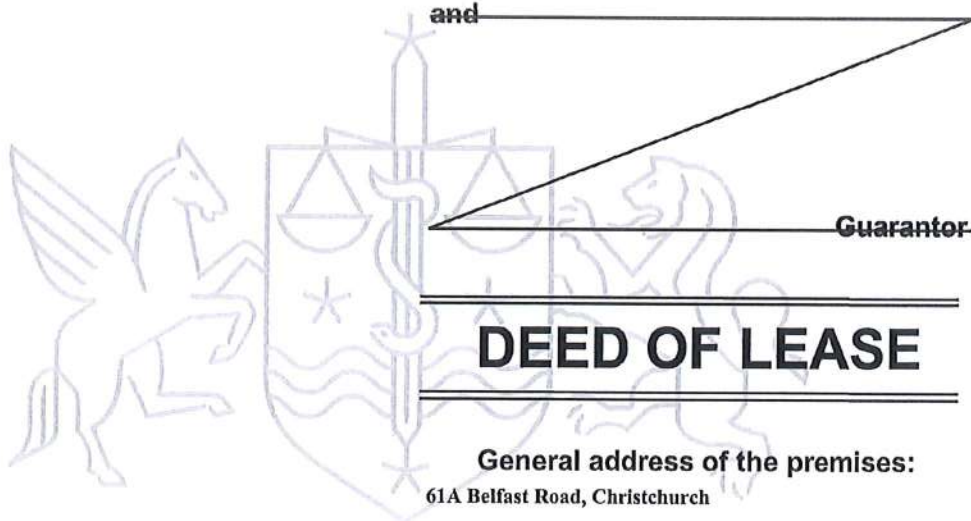 and
Guarantor
DEED OF LEASE
General address of the premises:
61A Belfast Road, Christchurch